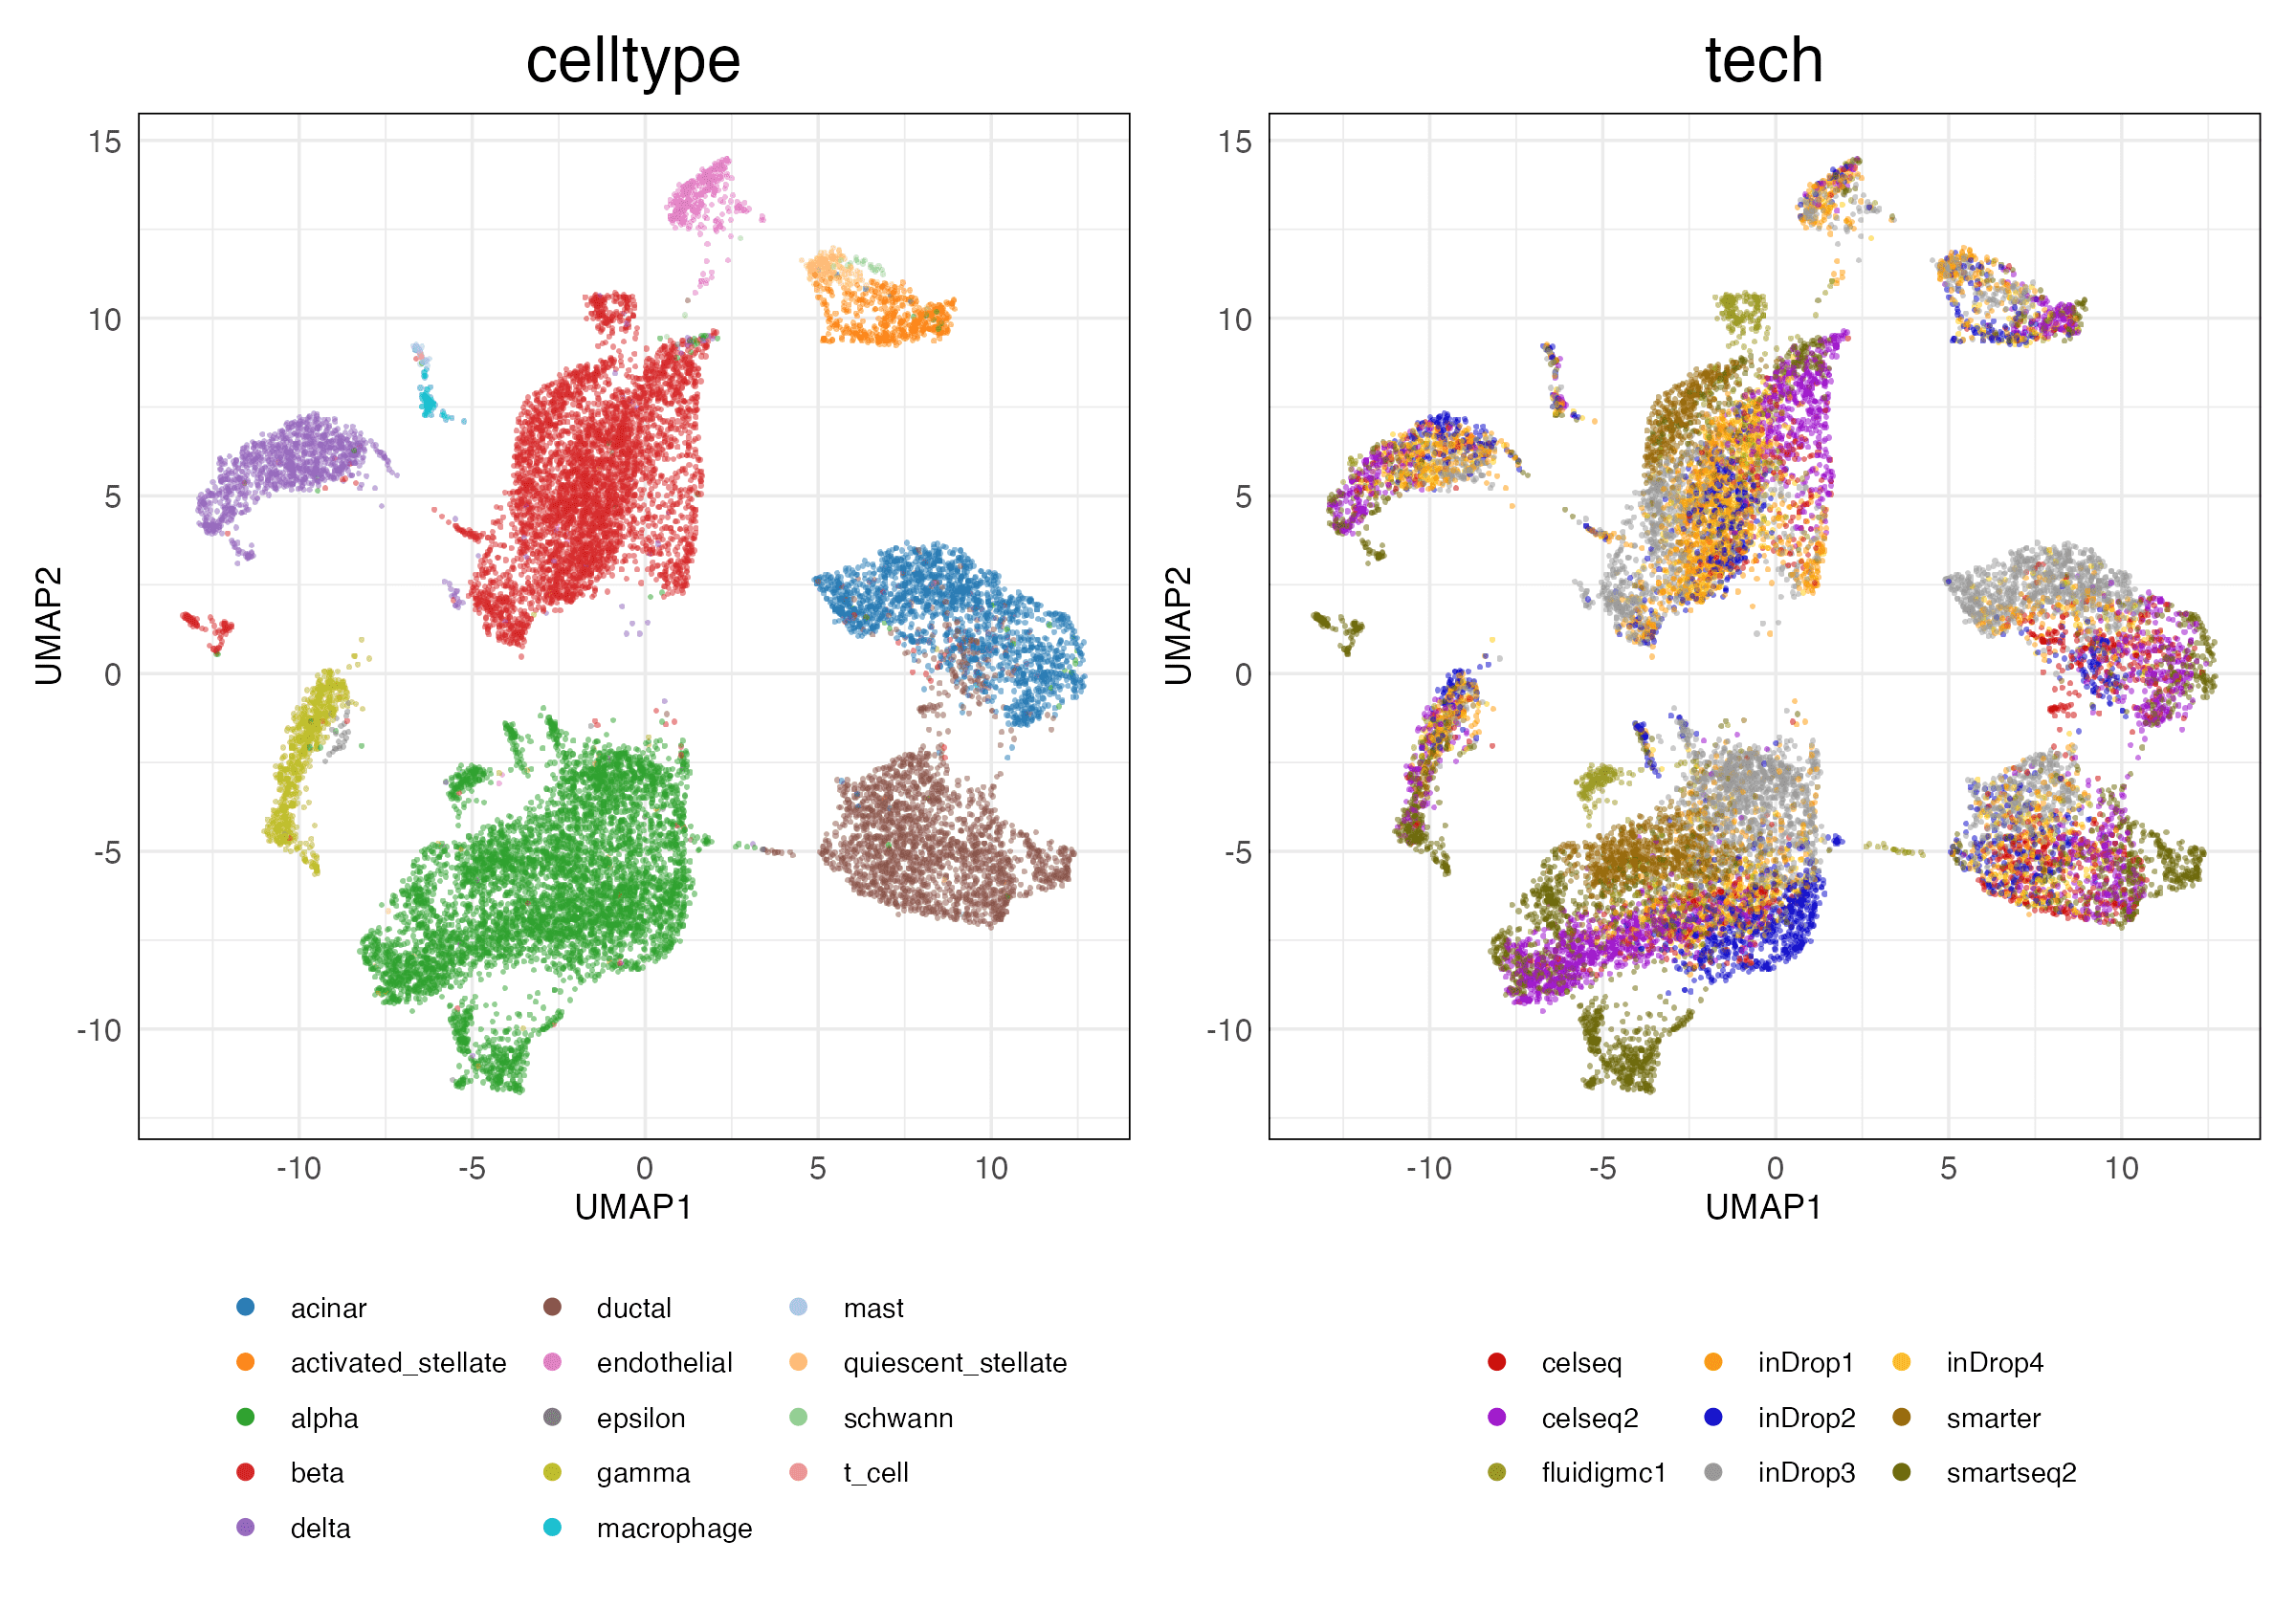 celltype
tech
15
10
5
0
-5
-10
UMAP2
-10 -5 0 5 10
UMAP1
15
10
5
0
-5
-10
UMAP2
-10 -5 0 5 10
UMAP1
acinar
activated_stellate
alpha
beta
delta
ductal
endothelial
epsilon
gamma
macrophage
mast
quiescent_stellate
schwann
t_cell
celseq
celseq2
fluidigmc1
inDrop1
inDrop2
inDrop3
inDrop4
smarter
smartseq2